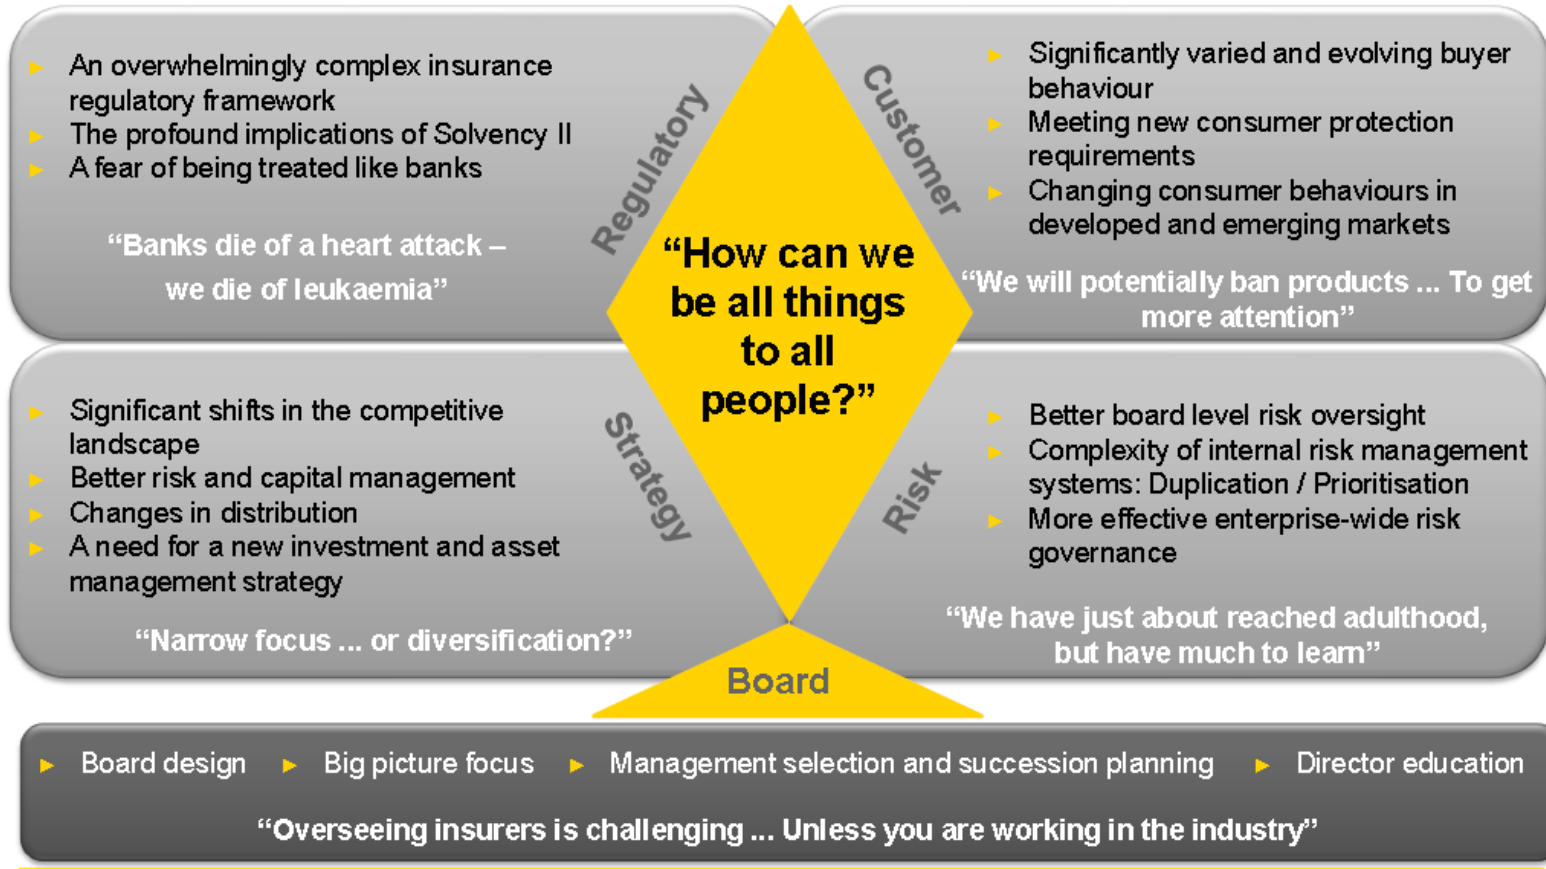 Regulatory
An overwhelmingly complex insurance
regulatory framework
The profound implications of Solvency II
A fear of being treated like banks
“Banks die of a heart attack –
we die of leukaemia”
Customer
Significantly varied and evolving buyer
behaviour
Meeting new consumer protection
requirements
Changing consumer behaviours in
developed and emerging markets
“We will potentially ban products ... To get
more attention”
“How can we
be all things
to all
people?”
Strategy
Significant shifts in the competitive
landscape
Better risk and capital management
Changes in distribution
A need for a new investment and asset
management strategy
“Narrow focus ... or diversification?”
Risk
Better board level risk oversight
Complexity of internal risk management
systems: Duplication / Prioritisation
More effective enterprise-wide risk
governance
“We have just about reached adulthood,
but have much to learn”
Board
Board design Big picture focus Management selection and succession planning Director education
“Overseeing insurers is challenging ... Unless you are working in the industry”